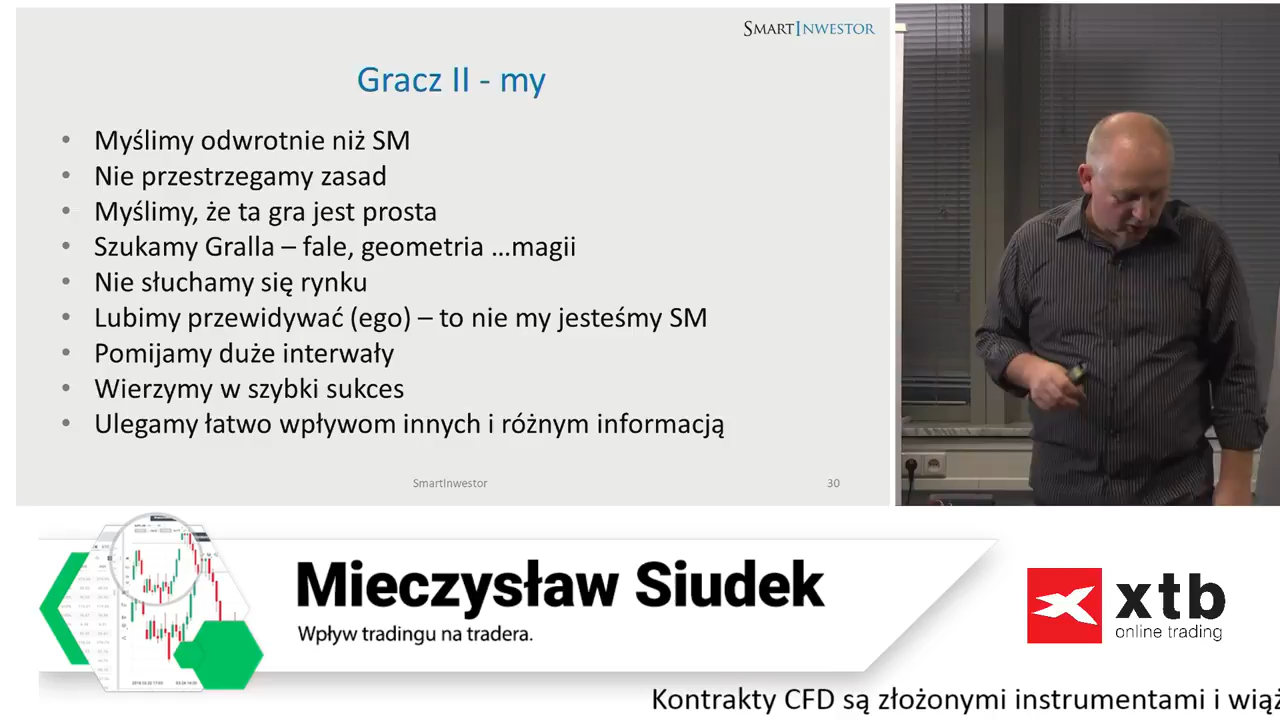 SMARTINWESTOR
Gracz II - my
• Myślimy odwrotnie niż SM
• Nie przestrzegamy zasad
• Myślimy, że ta gra jest prosta
• Szukamy Gralla – fale, geometria ...magii
• Nie słuchamy się rynku
• Lubimy przewidywać (ego) – to nie my jesteśmy SM
• Pomijamy duże interwały
• Wierzymy w szybki sukces
• Ulegamy łatwo wpływom innych i różnym informacją
SmartInwestor
30
Mieczysław Siudek
Wpływ tradingu na tradera.
xtb
online trading
Kontrakty CFD są złożonymi instrumentami i wiąż